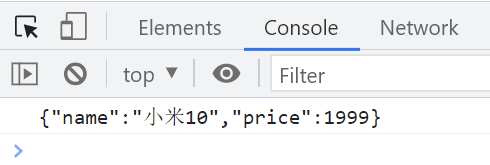 Elements Console Network
top Filter
{"name":"小米10","price":1999}